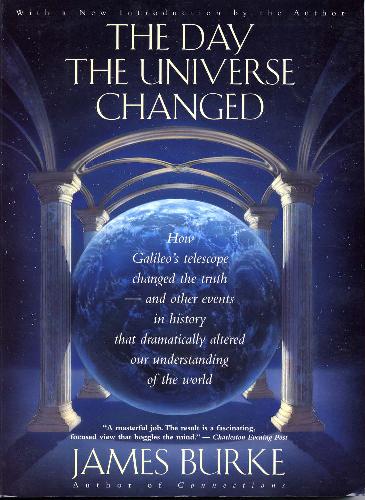 With a New Introduction by the Author
THE DAY
THE UNIVERSE
CHANGED
How
Galileo's telescope
changed the truth
— and other events
in history
that dramatically altered
our understanding
of the world
"A masterful job. The result is a fascinating,
focused view that boggles the mind." — Charleston Evening Post
JAMES BURKE
Author of Connections